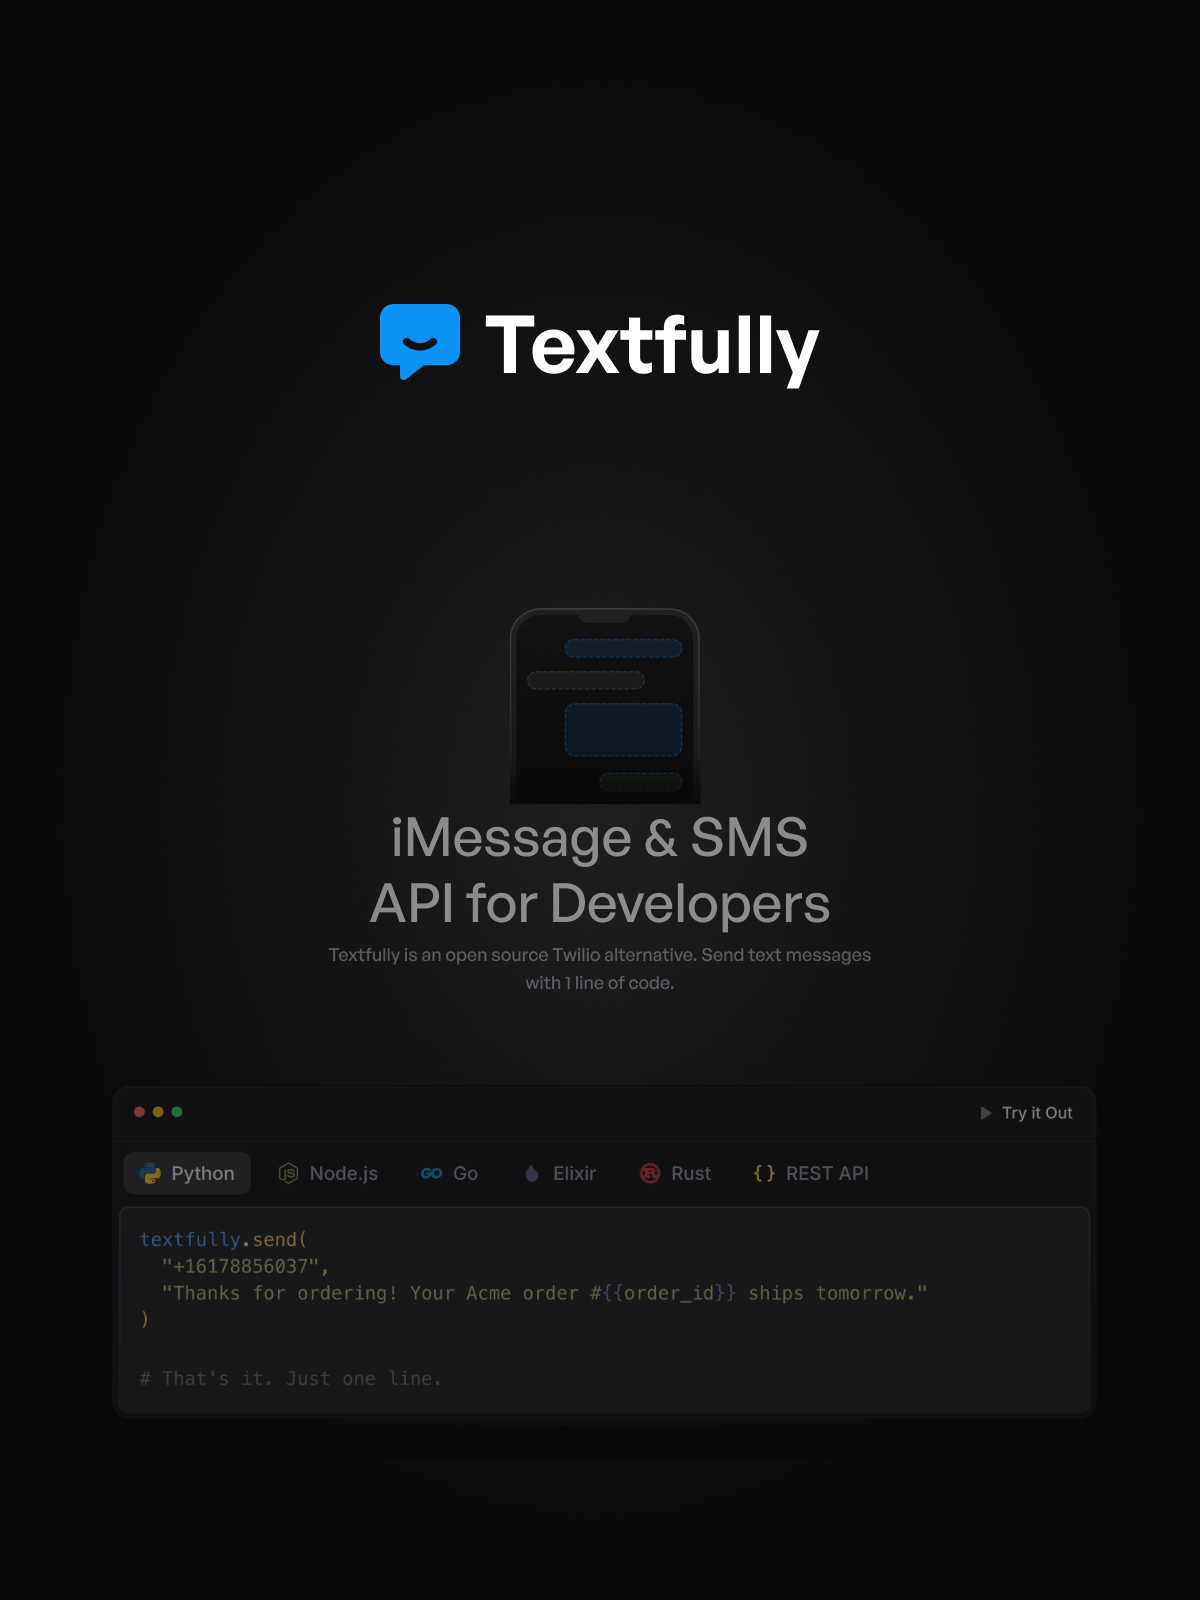 Textfully
iMessage & SMS
API for Developers
Textfully is an open source Twilio alternative. Send text messages
with 1 line of code.
Try it Out
Python Node.js Go Elixir Rust REST API
textfully.send(
"+16178856037",
"Thanks for ordering! Your Acme order #{{order_id}} ships tomorrow."
)
# That's it. Just one line.